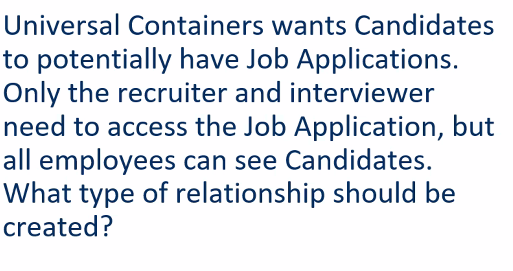 Universal Containers wants Candidates
to potentially have Job Applications.
Only the recruiter and interviewer
need to access the Job Application, but
all employees can see Candidates.
What type of relationship should be
created?